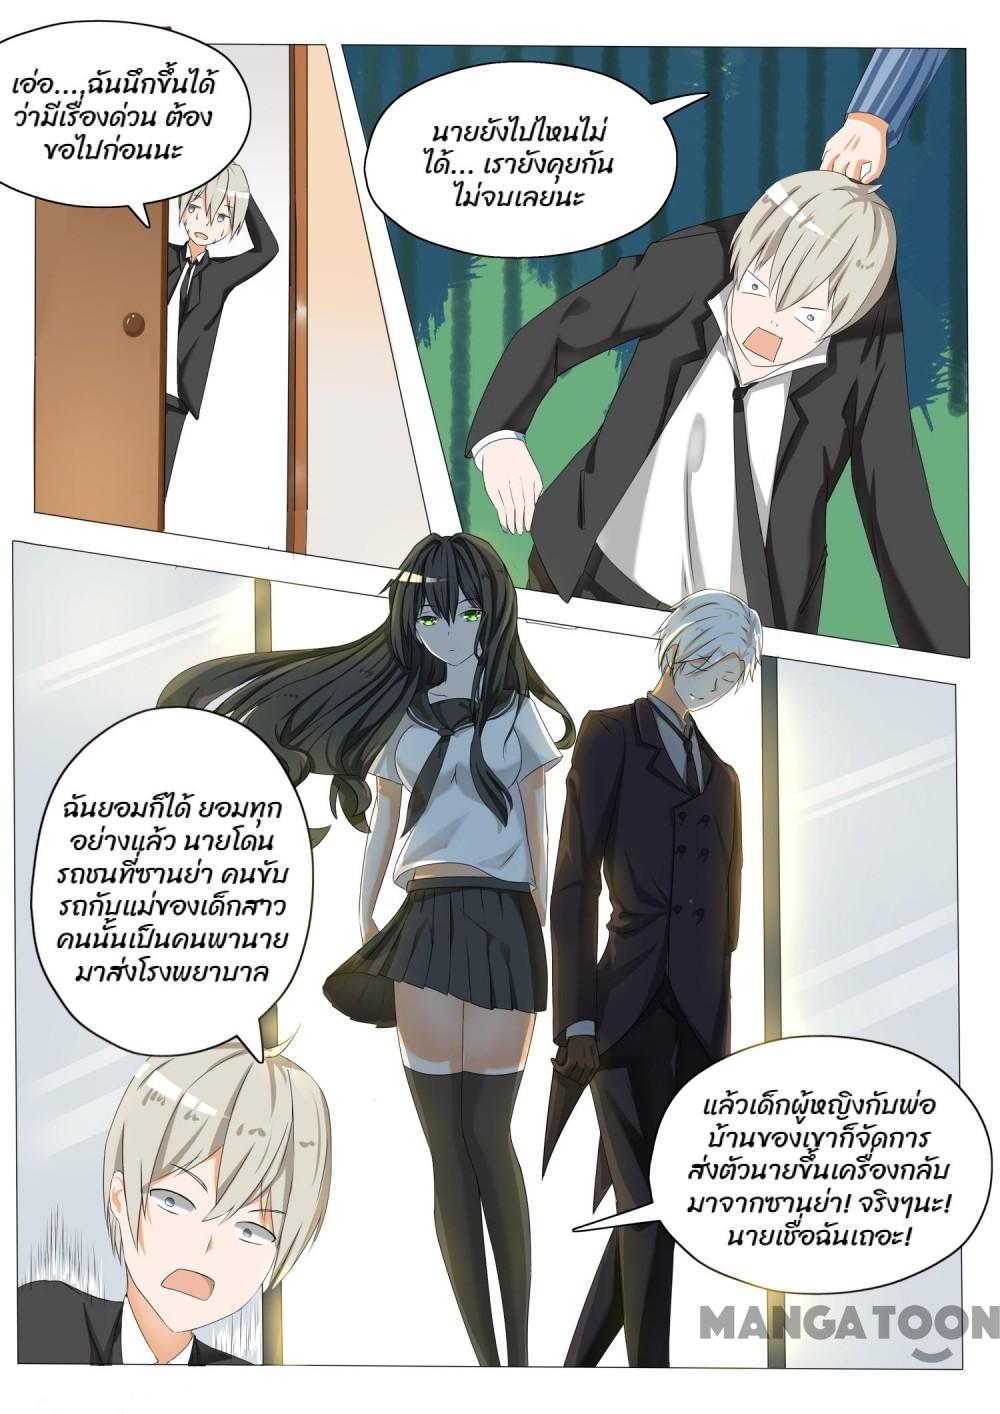 เอ่อ...,ฉันนึกขึ้นได้
ว่ามีเรื่องด่วน ต้อง
ขอไปก่อนนะ
นายยังไปไหนไม่
ได้... เรายังคุยกัน
ไม่จบเลยนะ
ฉันยอมก็ได้ ยอมทุก
อย่างแล้ว นายโดน
รถชนที่ซานย่า คนขับ
รถกับแม่ของเด็กสาว
คนนั้นเป็นคนพานาย
มาส่งโรงพยาบาล
แล้วเด็กผู้หญิงกับพ่อ
บ้านของเขาก็จัดการ
ส่งตัวนายขึ้นเครื่องกลับ
มาจากซานย่า! จริงๆนะ!
นายเชื่อฉันเถอะ!
MANGATOON